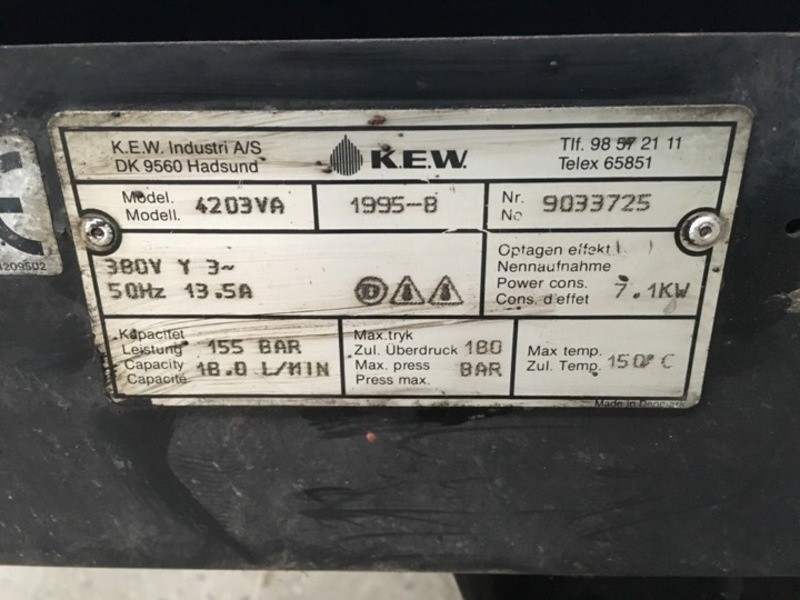 K.E.W. Industri A/S
DK 9560 Hadsund
K.E.W.
Tlf. 98 57 21 11
Telex 65851
Model.
Modell.
4203VA
1995-8
Nr.
No
9033725
380V Y 3~
50Hz 13.5A
D
Optagen effekt
Nennaufnahme
Power cons.
Cons. d'effet
7.1KW
Kapacitet
Leistung
Capacity
Capacité
155 BAR
18.0 L/MIN
Max.tryk
Zul. Überdruck
Max. press
Press max.
180
BAR
Max temp.
Zul. Temp.
150° C
Made in Denmark
CE
4209502